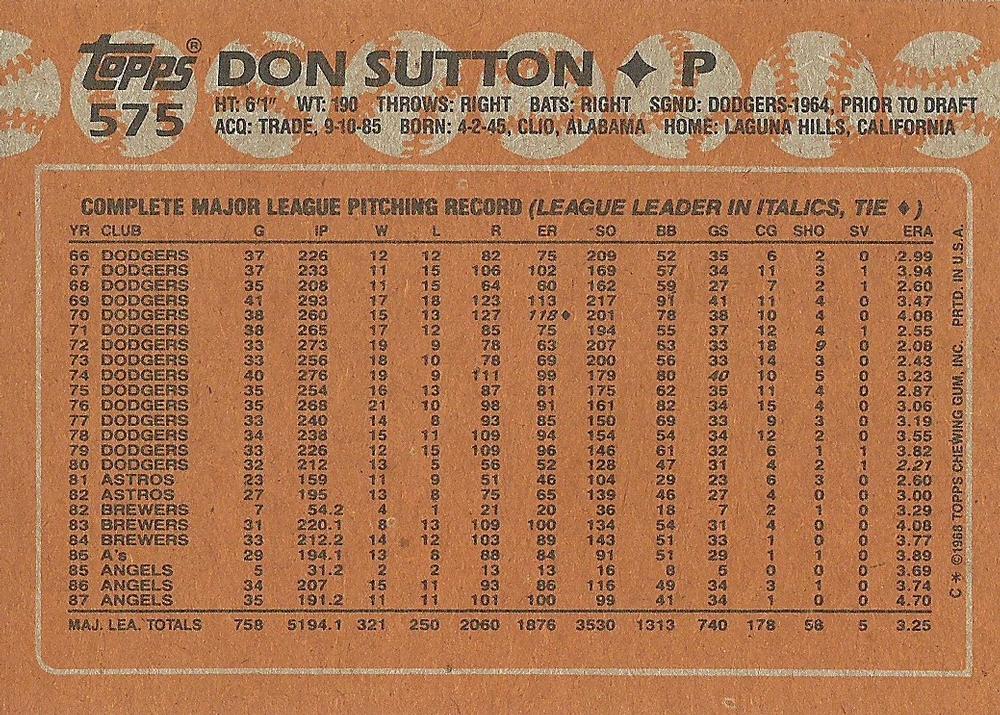 Topps® DON SUTTON ✦ P
575 HT: 6'1" WT: 190 THROWS: RIGHT BATS: RIGHT SGND: DODGERS-1964, PRIOR TO DRAFT
ACQ: TRADE, 9-10-85 BORN: 4-2-45, CLIO, ALABAMA HOME: LAGUNA HILLS, CALIFORNIA
COMPLETE MAJOR LEAGUE PITCHING RECORD (LEAGUE LEADER IN ITALICS, TIE ♦)
YR CLUB G IP W L R ER SO BB GS CG SHO SV ERA
66 DODGERS 37 226 12 12 82 75 209 52 35 6 2 0 2.99
67 DODGERS 37 233 11 15 106 102 169 57 34 11 3 1 3.94
68 DODGERS 35 208 11 15 64 60 162 59 27 7 2 1 2.60
69 DODGERS 41 293 17 18 123 113 217 91 41 11 4 0 3.47
70 DODGERS 38 260 15 13 127 118♦ 201 78 38 10 4 0 4.08
71 DODGERS 38 265 17 12 85 75 194 55 37 12 4 1 2.55
72 DODGERS 33 273 19 9 78 63 207 63 33 18 9 0 2.08
73 DODGERS 33 256 18 10 78 69 200 56 33 14 3 0 2.43
74 DODGERS 40 276 19 9 111 99 179 80 40 10 5 0 3.23
75 DODGERS 35 254 16 13 87 81 175 62 35 11 4 0 2.87
76 DODGERS 35 268 21 10 98 91 161 82 34 15 4 0 3.06
77 DODGERS 33 240 14 8 93 85 150 69 33 9 3 0 3.19
78 DODGERS 34 238 15 11 109 94 154 54 34 12 2 0 3.55
79 DODGERS 33 226 12 15 109 96 146 61 32 6 1 1 3.82
80 DODGERS 32 212 13 5 56 52 128 47 31 4 2 1 2.21
81 ASTROS 23 159 11 9 51 46 104 29 23 6 3 0 2.60
82 ASTROS 27 195 13 8 75 65 139 46 27 4 0 0 3.00
82 BREWERS 7 54.2 4 1 21 20 36 18 7 2 1 0 3.29
83 BREWERS 31 220.1 8 13 109 100 134 54 31 4 0 0 4.08
84 BREWERS 33 212.2 14 12 103 89 143 51 33 1 0 0 3.77
86 A's 29 194.1 13 8 88 84 91 51 29 1 1 0 3.89
85 ANGELS 5 31.2 2 2 13 13 16 8 5 0 0 0 3.69
86 ANGELS 34 207 15 11 93 86 116 49 34 3 1 0 3.74
87 ANGELS 35 191.2 11 11 101 100 99 41 34 1 0 0 4.70
MAJ. LEA. TOTALS 758 5194.1 321 250 2060 1876 3530 1313 740 178 58 5 3.25
C* ©1988 TOPPS CHEWING GUM, INC. PRTD. IN U.S.A.